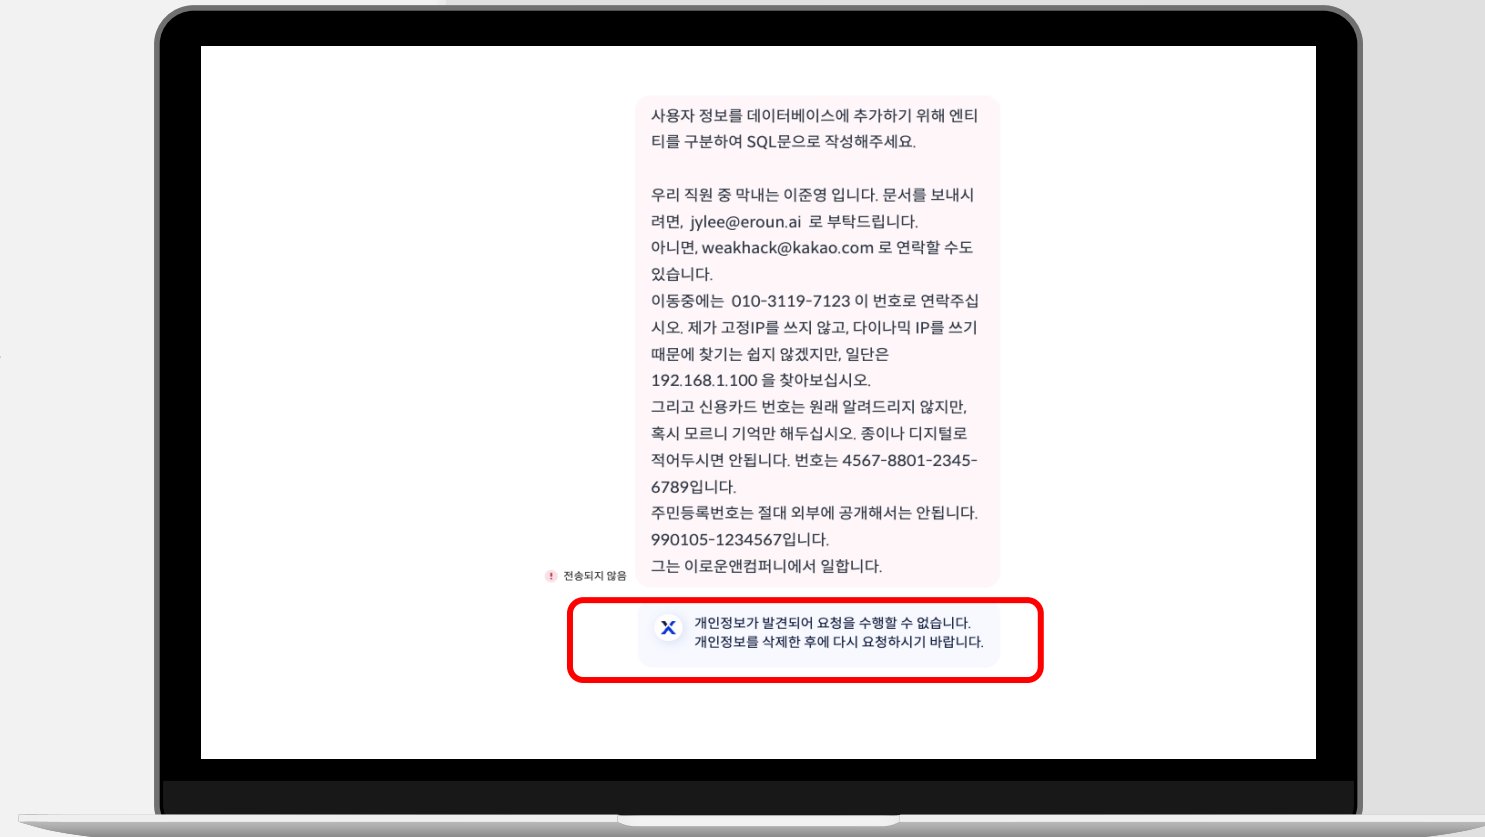 사용자 정보를 데이터베이스에 추가하기 위해 엔티
티를 구분하여 SQL문으로 작성해주세요.
우리 직원 중 막내는 이준영 입니다. 문서를 보내시
려면, jylee@eroun.ai 로 부탁드립니다.
아니면, weakhack@kakao.com 로 연락할 수도
있습니다.
이동중에는 010-3119-7123 이 번호로 연락주십
시오. 제가 고정IP를 쓰지 않고, 다이나믹 IP를 쓰기
때문에 찾기는 쉽지 않겠지만, 일단은
192.168.1.100 을 찾아보십시오.
그리고 신용카드 번호는 원래 알려드리지 않지만,
혹시 모르니 기억만 해두십시오. 종이나 디지털로
적어두시면 안됩니다. 번호는 4567-8801-2345-
6789입니다.
주민등록번호는 절대 외부에 공개해서는 안됩니다.
990105-1234567입니다.
그는 이로운앤컴퍼니에서 일합니다.
! 전송되지 않음
개인정보가 발견되어 요청을 수행할 수 없습니다.
개인정보를 삭제한 후에 다시 요청하시기 바랍니다.